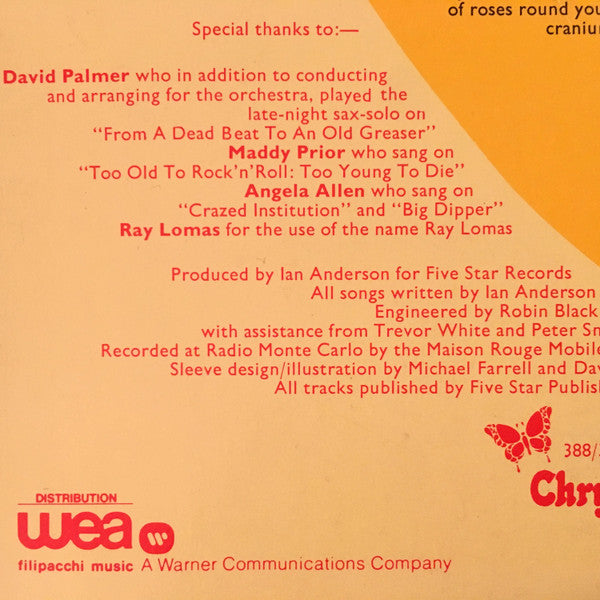 of roses round you
cranium
Special thanks to:—
David Palmer who in addition to conducting
and arranging for the orchestra, played the
late-night sax-solo on
"From A Dead Beat To An Old Greaser"
Maddy Prior who sang on
"Too Old To Rock'n'Roll: Too Young To Die"
Angela Allen who sang on
"Crazed Institution" and "Big Dipper"
Ray Lomas for the use of the name Ray Lomas
Produced by Ian Anderson for Five Star Records
All songs written by Ian Anderson
Engineered by Robin Black
with assistance from Trevor White and Peter
Recorded at Radio Monte Carlo by the Maison Rouge Mobile
Sleeve design/illustration by Michael Farrell and
All tracks published by Five Star
388/
DISTRIBUTION
wea
filipacchi music A Warner Communications Company